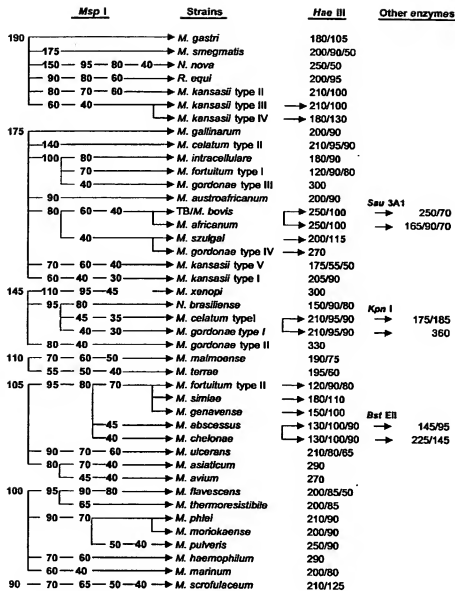 Msp I Strains Hae III Other enzymes
190 M. gastri 180/105
175 M. smegmatis 200/90/50
150 95 80 40 N. nova 250/50
90 80 60 R. equi 200/95
80 70 60 M. kansasii type II 210/100
60 40 M. kansasii type III 210/100
M. kansasii type IV 180/130
175 M. gallinarum 200/90
140 M. celatum type II 210/95/90
100 80 M. intracellulare 180/90
70 M. fortuitum type I 120/90/80
40 M. gordonae type III 300
90 M. austroafricanum 200/90 Sau 3A1
80 60 40 TB/M. bovis 250/100 250/70
M. africanum 250/100 165/90/70
40 M. szulgai 200/115
M. gordonae type IV 270
70 60 40 M. kansasii type V 175/55/50
60 40 30 M. kansasii type I 205/90
145 110 95 45 M. xenopi 300
95 80 N. brasiliense 150/90/80 Kpn I
45 35 M. celatum typeI 210/95/90 175/185
40 30 M. gordonae type I 210/95/90 360
80 40 M. gordonae type II 330
110 70 60 50 M. malmoense 190/75
55 50 40 M. terrae 195/60
105 95 80 70 M. fortuitum type II 120/90/80
M. simiae 180/110
M. genavense 150/100 Bst EII
45 M. abscessus 130/100/90 145/95
40 M. chelonae 130/100/90 225/145
90 70 60 M. ulcerans 210/80/65
80 70 40 M. asiaticum 290
45 40 M. avium 270
100 95 90 80 M. flavescens 200/85/50
65 M. thermoresistibile 200/85
90 70 M. phlei 210/90
M. moriokaense 200/90
50 40 M. pulveris 250/90
70 60 M. haemophilum 290
60 40 M. marinum 200/80
90 70 65 50 40 M. scrofulaceum 210/125